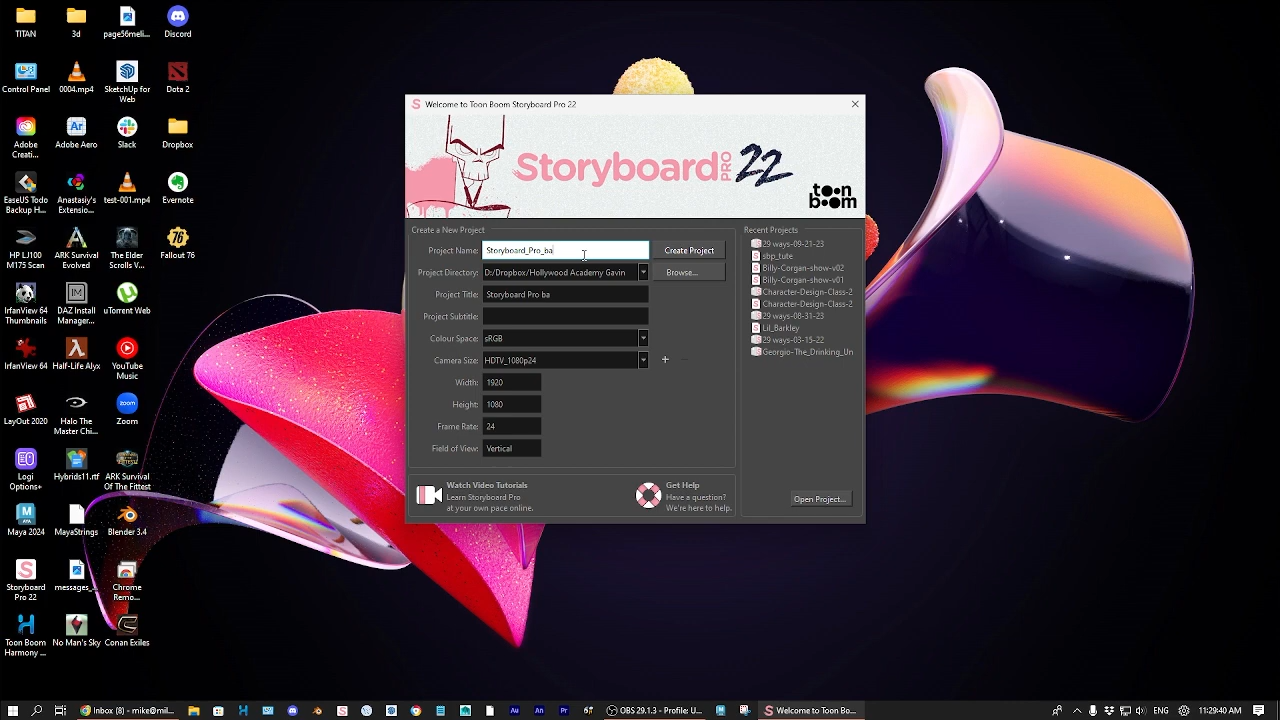 TITAN
3d
page56meli...
Discord
Control Panel
0004.mp4
SketchUp for
Web
Dota 2
Adobe
Creati...
Adobe Aero
Slack
Dropbox
EaseUS Todo
Backup H...
Anastasiy's
Extensio...
test-001.mp4
Evernote
HP LJ100
M175 Scan
ARK Survival
Evolved
The Elder
Scrolls V...
Fallout 76
IrfanView 64
Thumbnails
DAZ Install
Manager...
uTorrent Web
IrfanView 64
Half-Life Alyx
YouTube
Music
LayOut 2020
Halo The
Master Chi...
Zoom
Logi
Options+
Hybrids11.rtf
ARK Survival
Of The Fittest
Maya 2024
MayaStrings
Blender 3.4
Storyboard
Pro 22
messages_...
Chrome
Remo...
Toon Boom
Harmony ...
No Man's Sky
Conan Exiles
Welcome to Toon Boom Storyboard Pro 22
Storyboard PRO 22
toon
boom
Create a New Project
Project Name: Storyboard_Pro_ba Create Project
Project Directory: D:/Dropbox/Hollywood Academy Gavin Browse...
Project Title: Storyboard Pro ba
Project Subtitle:
Colour Space: sRGB
Camera Size: HDTV_1080p24 + -
Width: 1920
Height: 1080
Frame Rate: 24
Field of View: Vertical
Watch Video Tutorials
Learn Storyboard Pro
at your own pace online.
Get Help
Have a question?
We're here to help.
Recent Projects
29 ways-09-21-23
sbp_tute
Billy-Corgan-show-v02
Billy-Corgan-show-v01
Character-Design-Class-2
Character-Design-Class-2
29 ways-08-31-23
Lil_Barkley
29 ways-03-15-22
Georgio-The_Drinking_Un
Open Project...
Inbox (8) - mike@mil...
OBS 29.1.3 - Profile: U...
Welcome to Toon Bo...
ENG
11:29:40 AM